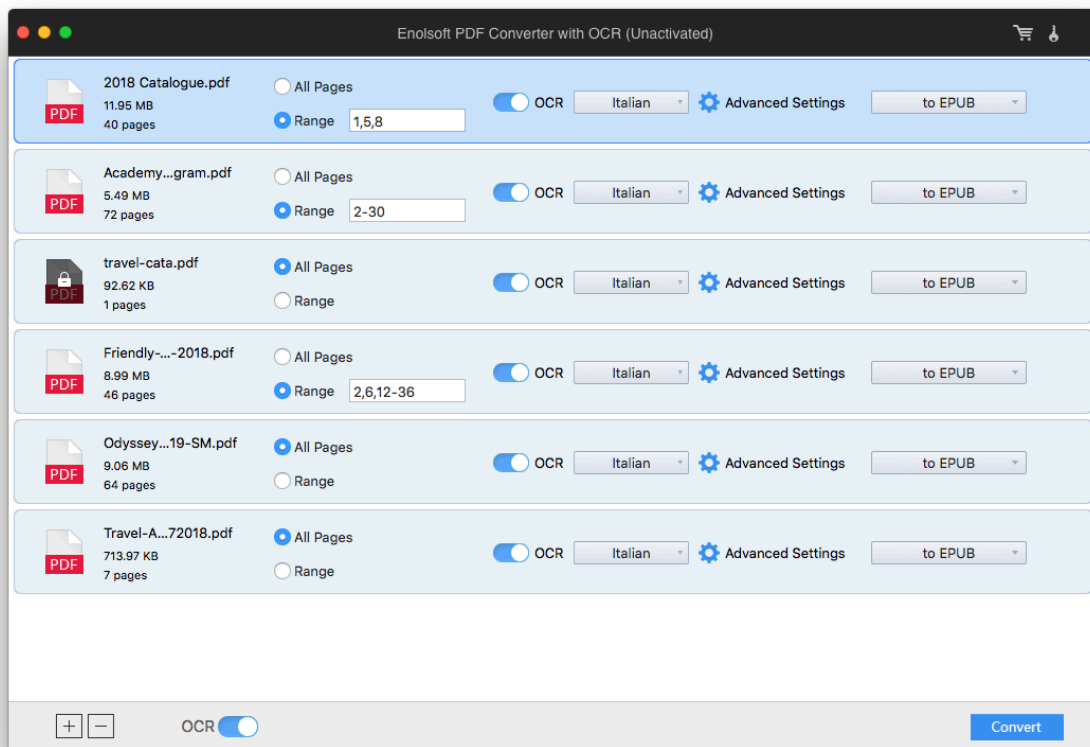 Enolsoft PDF Converter with OCR (Unactivated)
2018 Catalogue.pdf
11.95 MB
40 pages
PDF
All Pages
Range 1,5,8
OCR Italian Advanced Settings to EPUB
Academy...gram.pdf
5.49 MB
72 pages
PDF
All Pages
Range 2-30
OCR Italian Advanced Settings to EPUB
travel-cata.pdf
92.62 KB
1 pages
PDF
All Pages
Range
OCR Italian Advanced Settings to EPUB
Friendly-...-2018.pdf
8.99 MB
46 pages
PDF
All Pages
Range 2,6,12-36
OCR Italian Advanced Settings to EPUB
Odyssey...19-SM.pdf
9.06 MB
64 pages
PDF
All Pages
Range
OCR Italian Advanced Settings to EPUB
Travel-A...72018.pdf
713.97 KB
7 pages
PDF
All Pages
Range
OCR Italian Advanced Settings to EPUB
OCR
Convert